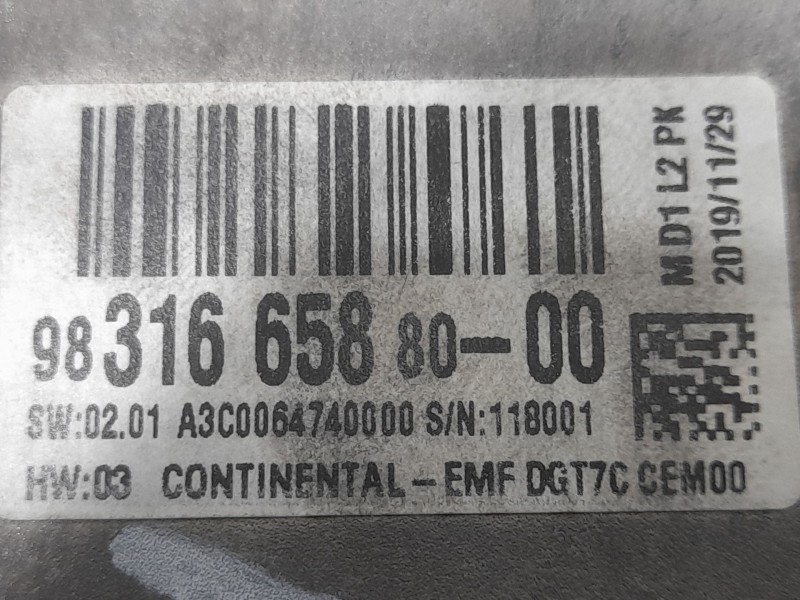 98 316 658 80-00
SW:02.01 A3C0064740000 S/N:118001
HW:03 CONTINENTAL-EMF DGT7C CEM00
M D1 L2 PK
2019/11/29